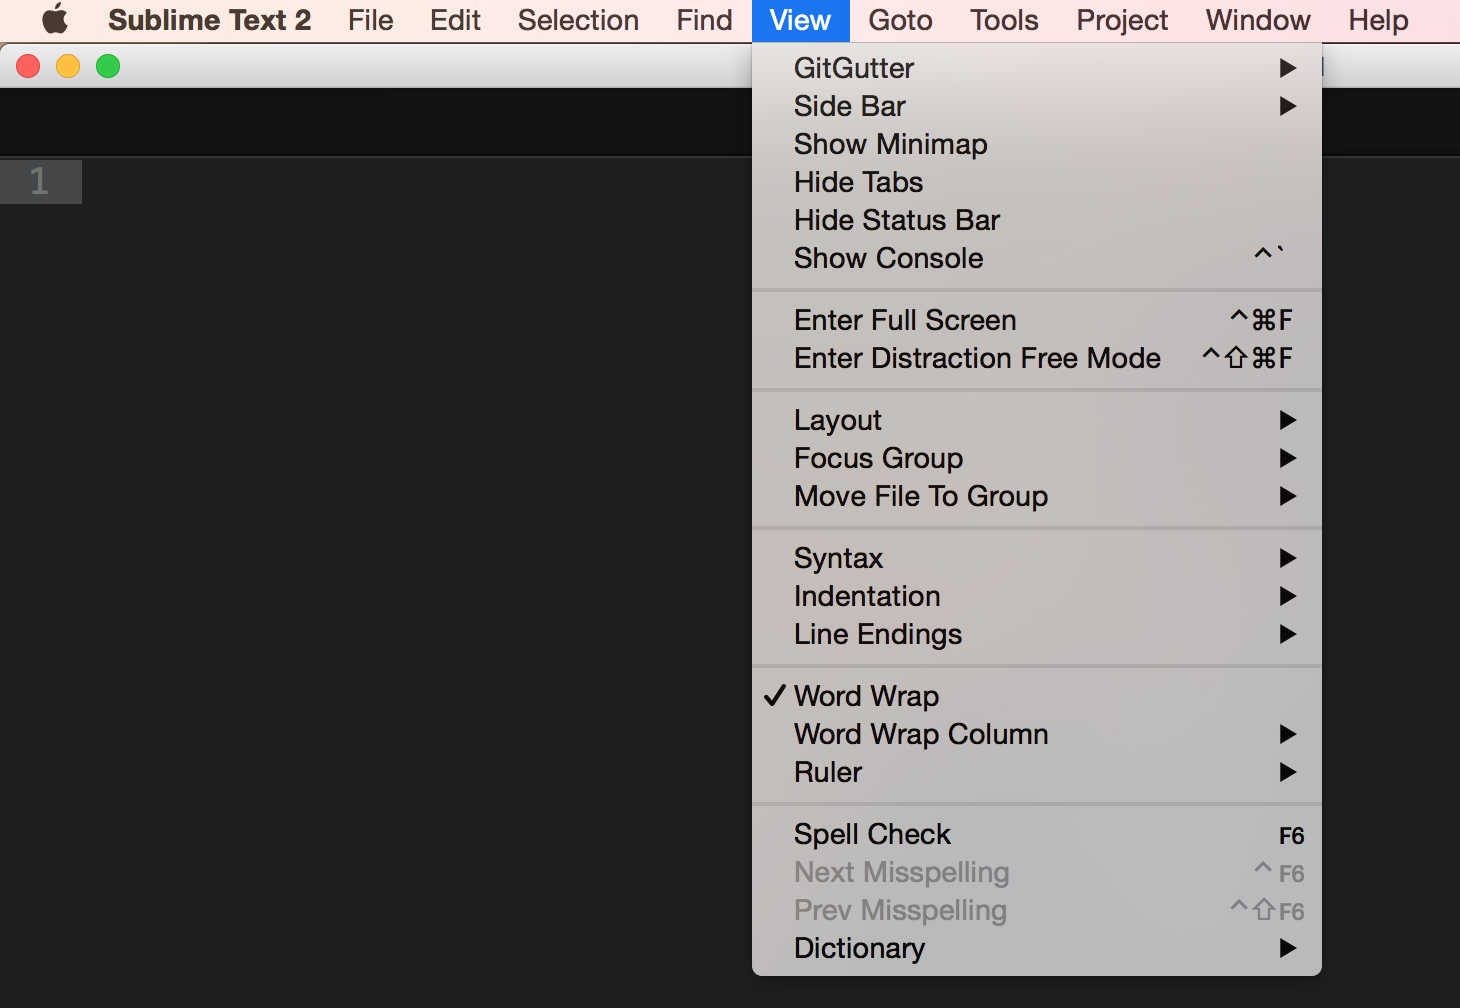 Sublime Text 2 File Edit Selection Find View Goto Tools Project Window Help
GitGutter ▶
Side Bar ▶
Show Minimap
Hide Tabs
Hide Status Bar
Show Console ^`
Enter Full Screen ^⌘F
Enter Distraction Free Mode ^⇧⌘F
Layout ▶
Focus Group ▶
Move File To Group ▶
Syntax ▶
Indentation ▶
Line Endings ▶
✓ Word Wrap
Word Wrap Column ▶
Ruler ▶
Spell Check F6
Next Misspelling ^F6
Prev Misspelling ^⇧F6
Dictionary ▶
1